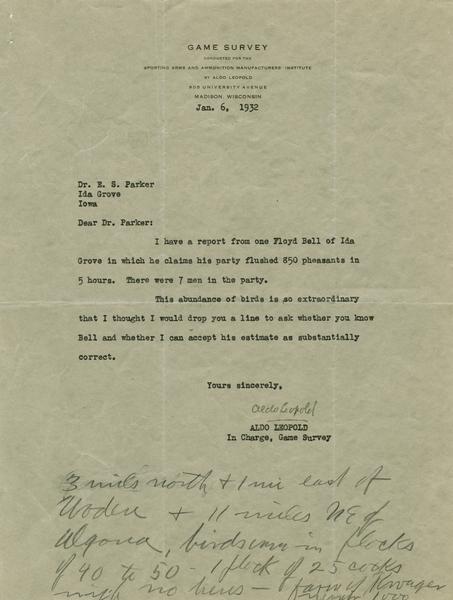 GAME SURVEY
CONDUCTED FOR THE
SPORTING ARMS AND AMMUNITION MANUFACTURERS' INSTITUTE
BY ALDO LEOPOLD
905 UNIVERSITY AVENUE
MADISON, WISCONSIN
Jan. 6, 1932
Dr. E. S. Parker
Ida Grove
Iowa
Dear Dr. Parker:
I have a report from one Floyd Bell of Ida
Grove in which he claims his party flushed 850 pheasants in
5 hours. There were 7 men in the party.
This abundance of birds is so extraordinary
that I thought I would drop you a line to ask whether you know
Bell and whether I can accept his estimate as substantially
correct.
Yours sincerely,
Aldo Leopold
ALDO LEOPOLD
In Charge, Game Survey
3 miles north + 1 mi east of
Woden + 11 miles NE of
Algona, birds in flocks
of 40 to 50 - 1 flock of 25 cocks
with no hens - farm of